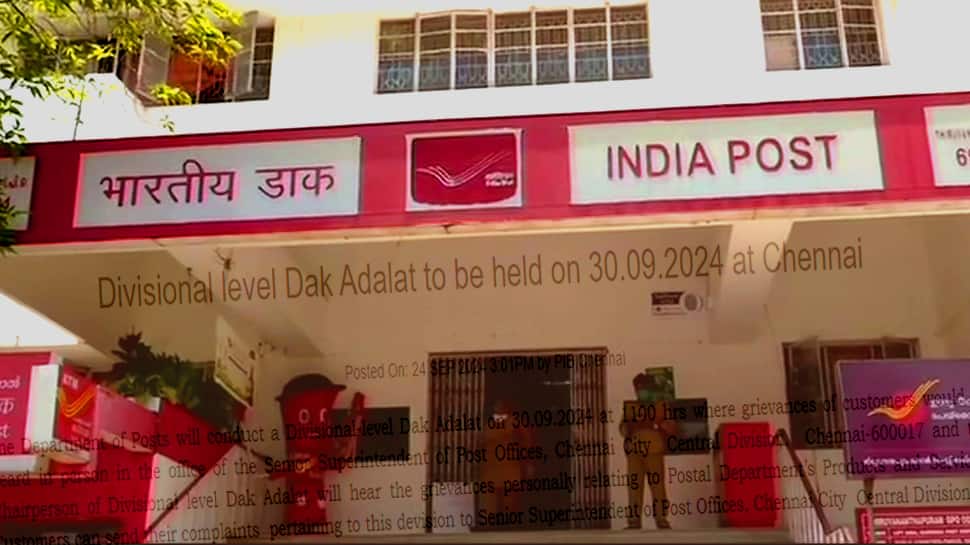 भारतीय डाक
INDIA POST
Divisional level Dak Adalat to be held on 30.09.2024 at Chennai
Posted On: 24 SEP 2024 3:01PM by PIB Chennai
Department of Posts will conduct a Divisional level Dak Adalat on 30.09.2024 at 1100 hrs where grievances of customers would
in person in the office of the Senior Superintendent of Post Offices, Chennai City Central Division, Chennai-600017 and
of Divisional level Dak Adalat will hear the grievances personally relating to Postal Department's Products and
Customers can send their complaints pertaining to this devision to Senior Superintendent of Post Offices. Chennai City Central Division
ATM